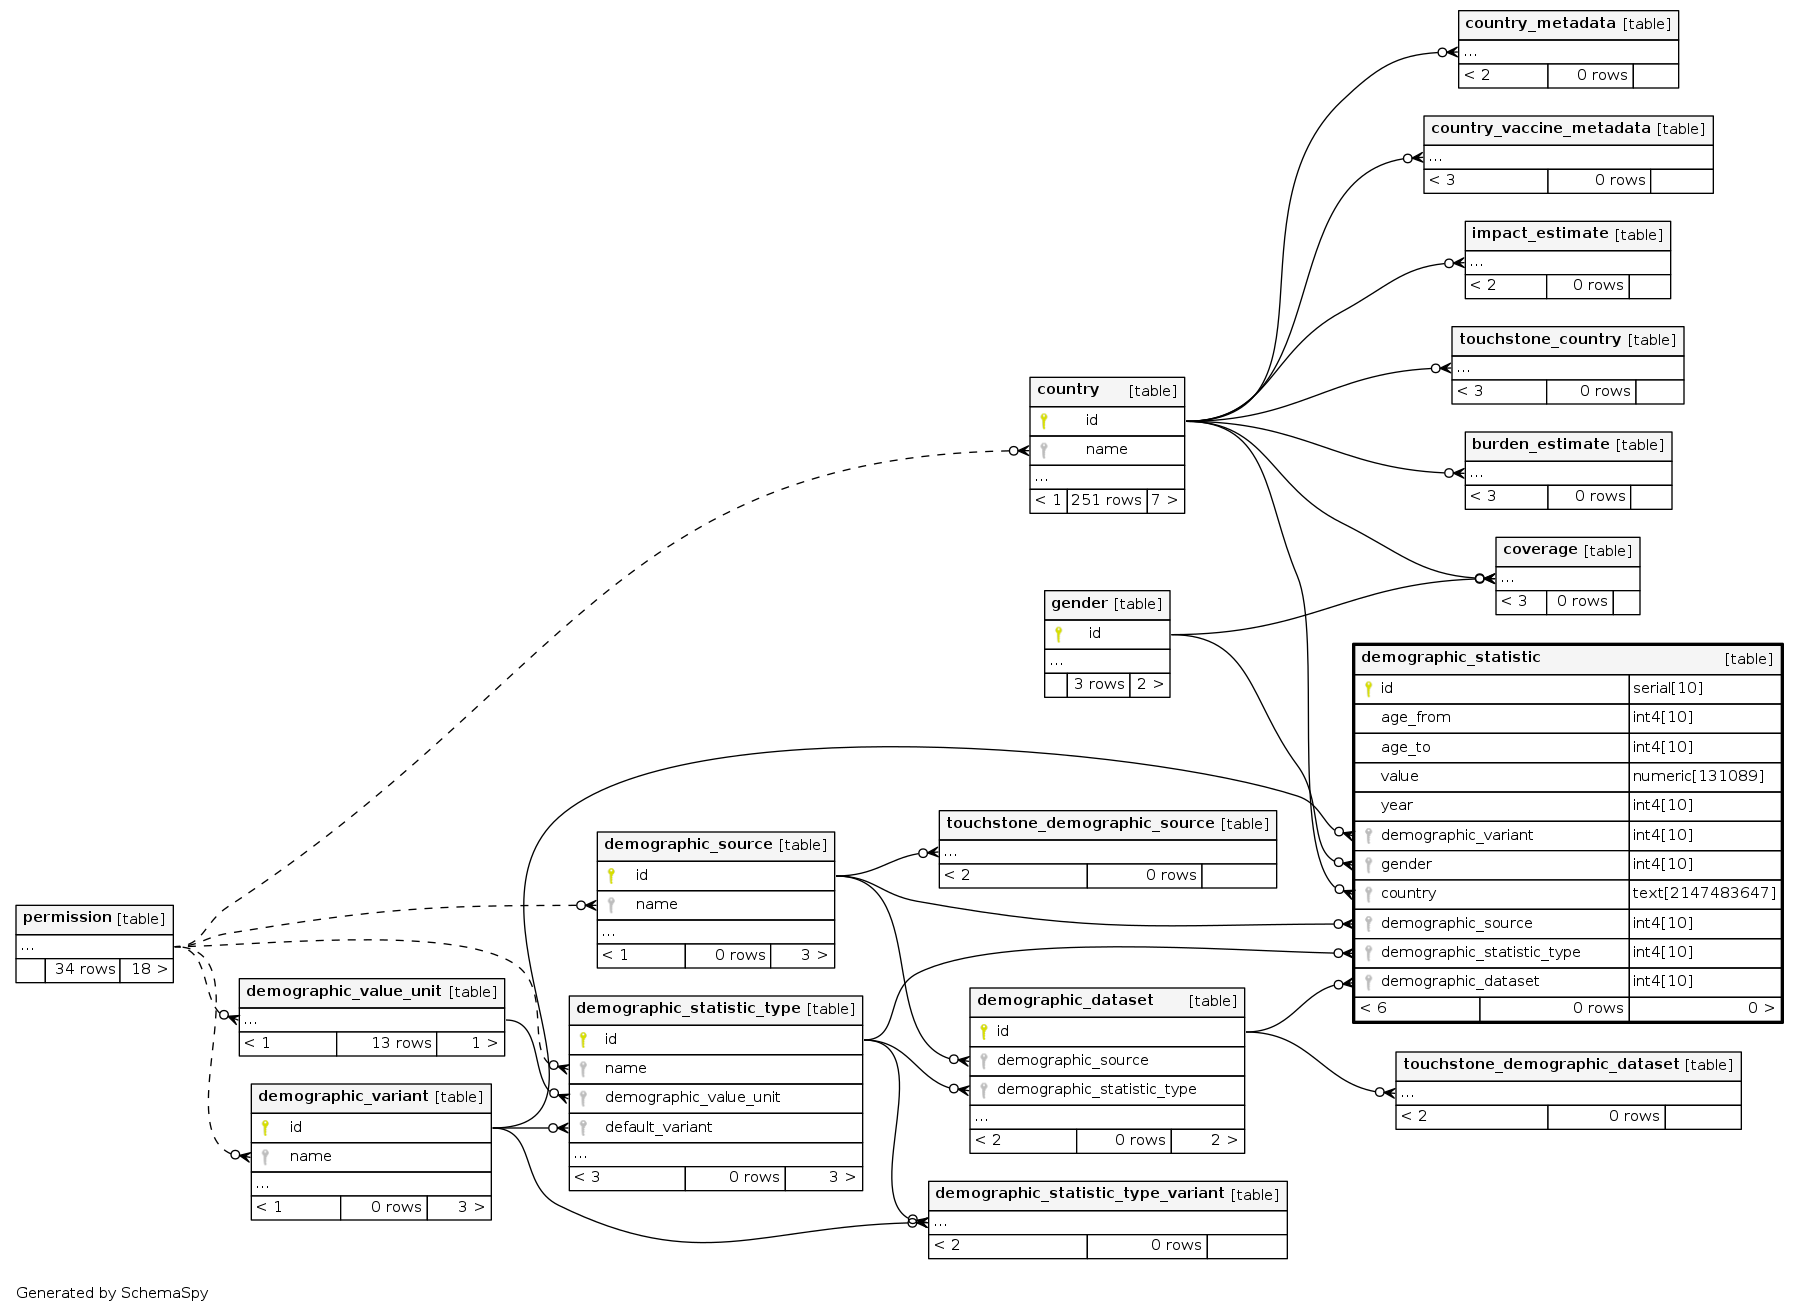 country_metadata [table]
...
< 2 0 rows
country_vaccine_metadata [table]
...
< 3 0 rows
impact_estimate [table]
...
< 2 0 rows
touchstone_country [table]
...
< 3 0 rows
country [table]
id
name
...
< 1 251 rows 7 >
burden_estimate [table]
...
< 3 0 rows
coverage [table]
...
< 3 0 rows
gender [table]
id
...
3 rows 2 >
demographic_statistic [table]
id serial[10]
age_from int4[10]
age_to int4[10]
value numeric[131089]
year int4[10]
demographic_variant int4[10]
gender int4[10]
country text[2147483647]
demographic_source int4[10]
demographic_statistic_type int4[10]
demographic_dataset int4[10]
< 6 0 rows 0 >
touchstone_demographic_source [table]
...
< 2 0 rows
demographic_source [table]
id
name
...
< 1 0 rows 3 >
permission [table]
...
34 rows 18 >
demographic_value_unit [table]
...
< 1 13 rows 1 >
demographic_statistic_type [table]
id
name
demographic_value_unit
default_variant
...
< 3 0 rows 3 >
demographic_dataset [table]
id
demographic_source
demographic_statistic_type
...
< 2 0 rows 2 >
touchstone_demographic_dataset [table]
...
< 2 0 rows
demographic_variant [table]
id
name
...
< 1 0 rows 3 >
demographic_statistic_type_variant [table]
...
< 2 0 rows
Generated by SchemaSpy